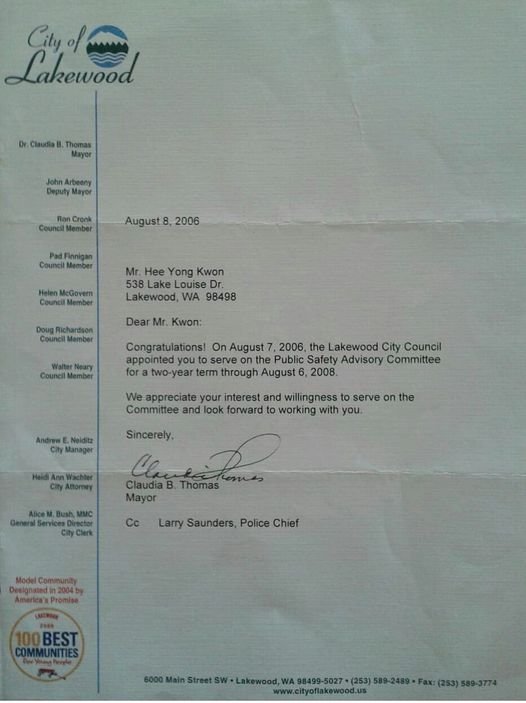 City of
Lakewood
Dr. Claudia B. Thomas
Mayor
John Arbeeny
Deputy Mayor
Ron Cronk
Council Member
Pad Finnigan
Council Member
Helen McGovern
Council Member
Doug Richardson
Council Member
Walter Neary
Council Member
Andrew E. Neiditz
City Manager
Heidi Ann Wachter
City Attorney
Alice M. Bush, MMC
General Services Director
City Clerk
Model Community
Designated in 2004 by
America's Promise
LAKEWOOD
100 BEST
COMMUNITIES
For Young People
August 8, 2006
Mr. Hee Yong Kwon
538 Lake Louise Dr.
Lakewood, WA 98498
Dear Mr. Kwon:
Congratulations! On August 7, 2006, the Lakewood City Council
appointed you to serve on the Public Safety Advisory Committee
for a two-year term through August 6, 2008.
We appreciate your interest and willingness to serve on the
Committee and look forward to working with you.
Sincerely,
Claudia Thomas
Claudia B. Thomas
Mayor
Cc Larry Saunders, Police Chief
6000 Main Street SW • Lakewood, WA 98499-5027 • (253) 589-2489 • Fax: (253) 589-3774
www.cityoflakewood.us